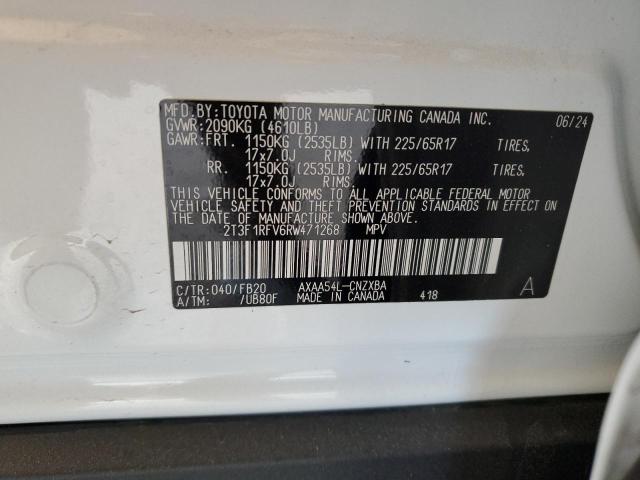 MFD.BY:TOYOTA MOTOR MANUFACTURING CANADA INC. 06/24
GVWR:2090KG (4610LB)
GAWR:FRT. 1150KG (2535LB) WITH 225/65R17 TIRES.
17x7.0J RIMS.
RR. 1150KG (2535LB) WITH 225/65R17 TIRES.
17x7.0J RIMS.
THIS VEHICLE CONFORMS TO ALL APPLICABLE FEDERAL MOTOR
VEHICLE SAFETY AND THEFT PREVENTION STANDARDS IN EFFECT ON
THE DATE OF MANUFACTURE SHOWN ABOVE.
2T3F1RFV6RW471268 MPV
C/TR:040/FB20 AXAA54L-CNZXBA
A/TM: /UB80F MADE IN CANADA 418 A